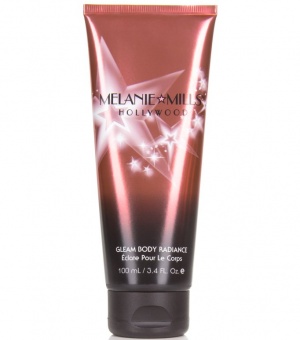 MELANIE☆MILLS
HOLLYWOOD
GLEAM BODY RADIANCE
Éclore Pour Le Corps
100 mL / 3.4 FL. Oz.e